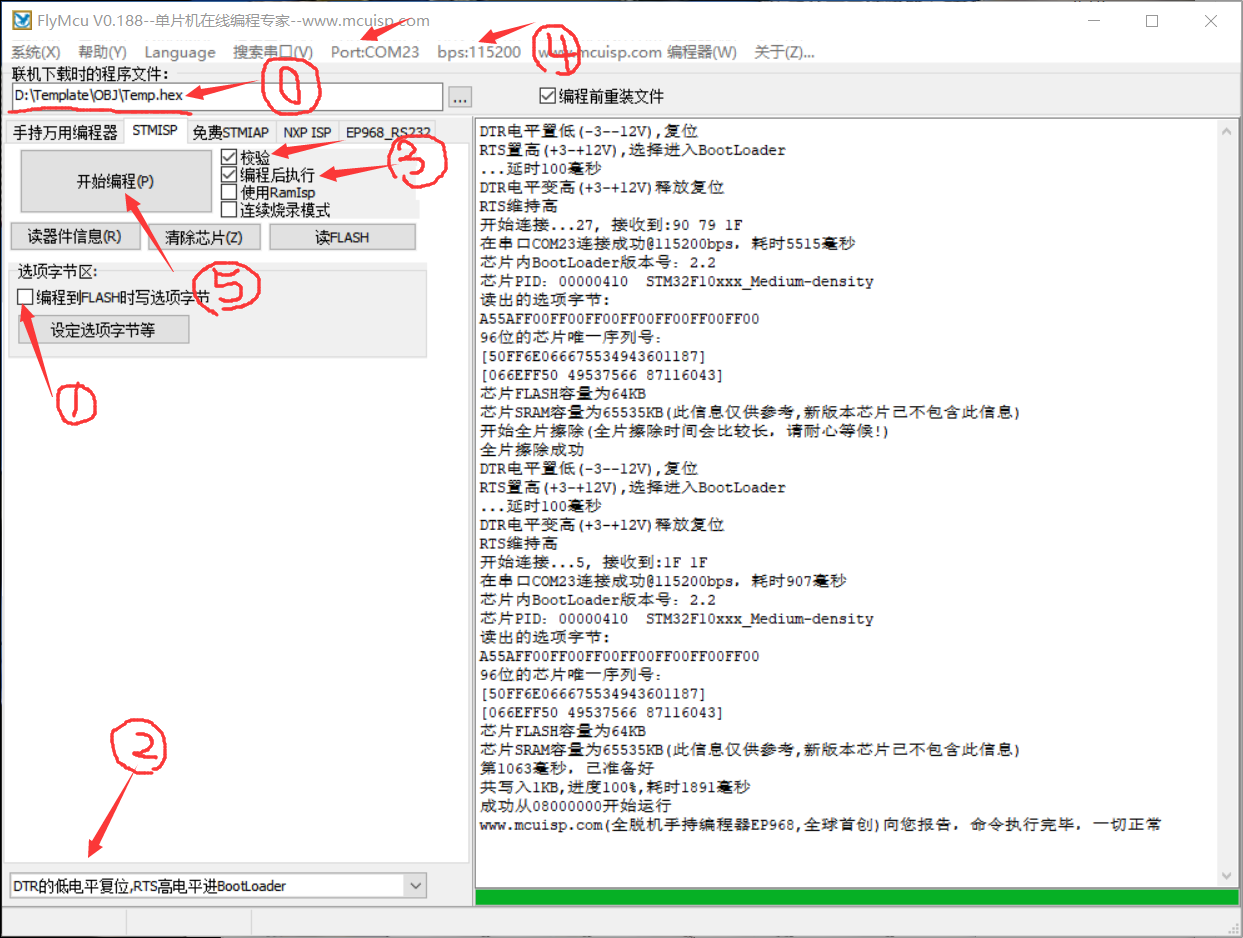 FlyMcu V0.188--单片机在线编程专家--www.mcuisp.com
系统(X) 帮助(Y) Language 搜索串口(V) Port:COM23 bps:115200 www.mcuisp.com 编程器(W) 关于(Z)...
④
联机下载时的程序文件:
D:\Template\OBJ\Temp.hex ... 编程前重装文件
0
手持万用编程器 STMISP 免费STMIAP NXP ISP EP968_RS232
开始编程(P)
校验
编程后执行
使用RamIsp
连续烧录模式
③
读器件信息(R) 清除芯片(Z) 读FLASH
选项字节区:
编程到FLASH时写选项字节
⑤
设定选项字节等
①
②
DTR的低电平复位,RTS高电平进BootLoader
DTR电平置低(-3--12V),复位
RTS置高(+3-+12V),选择进入BootLoader
...延时100毫秒
DTR电平变高(+3-+12V)释放复位
RTS维持高
开始连接...27, 接收到:90 79 1F
在串口COM23连接成功@115200bps，耗时5515毫秒
芯片内BootLoader版本号：2.2
芯片PID：00000410 STM32F10xxx_Medium-density
读出的选项字节:
A55AFF00FF00FF00FF00FF00FF00FF00
96位的芯片唯一序列号:
[50FF6E066675534943601187]
[066EFF50 49537566 87116043]
芯片FLASH容量为64KB
芯片SRAM容量为65535KB(此信息仅供参考,新版本芯片已不包含此信息)
开始全片擦除(全片擦除时间会比较长，请耐心等候!)
全片擦除成功
DTR电平置低(-3--12V),复位
RTS置高(+3-+12V),选择进入BootLoader
...延时100毫秒
DTR电平变高(+3-+12V)释放复位
RTS维持高
开始连接...5, 接收到:1F 1F
在串口COM23连接成功@115200bps，耗时907毫秒
芯片内BootLoader版本号：2.2
芯片PID：00000410 STM32F10xxx_Medium-density
读出的选项字节:
A55AFF00FF00FF00FF00FF00FF00FF00
96位的芯片唯一序列号:
[50FF6E066675534943601187]
[066EFF50 49537566 87116043]
芯片FLASH容量为64KB
芯片SRAM容量为65535KB(此信息仅供参考,新版本芯片已不包含此信息)
第1063毫秒，已准备好
共写入1KB,进度100%,耗时1891毫秒
成功从08000000开始运行
www.mcuisp.com(全脱机手持编程器EP968,全球首创)向您报告，命令执行完毕，一切正常